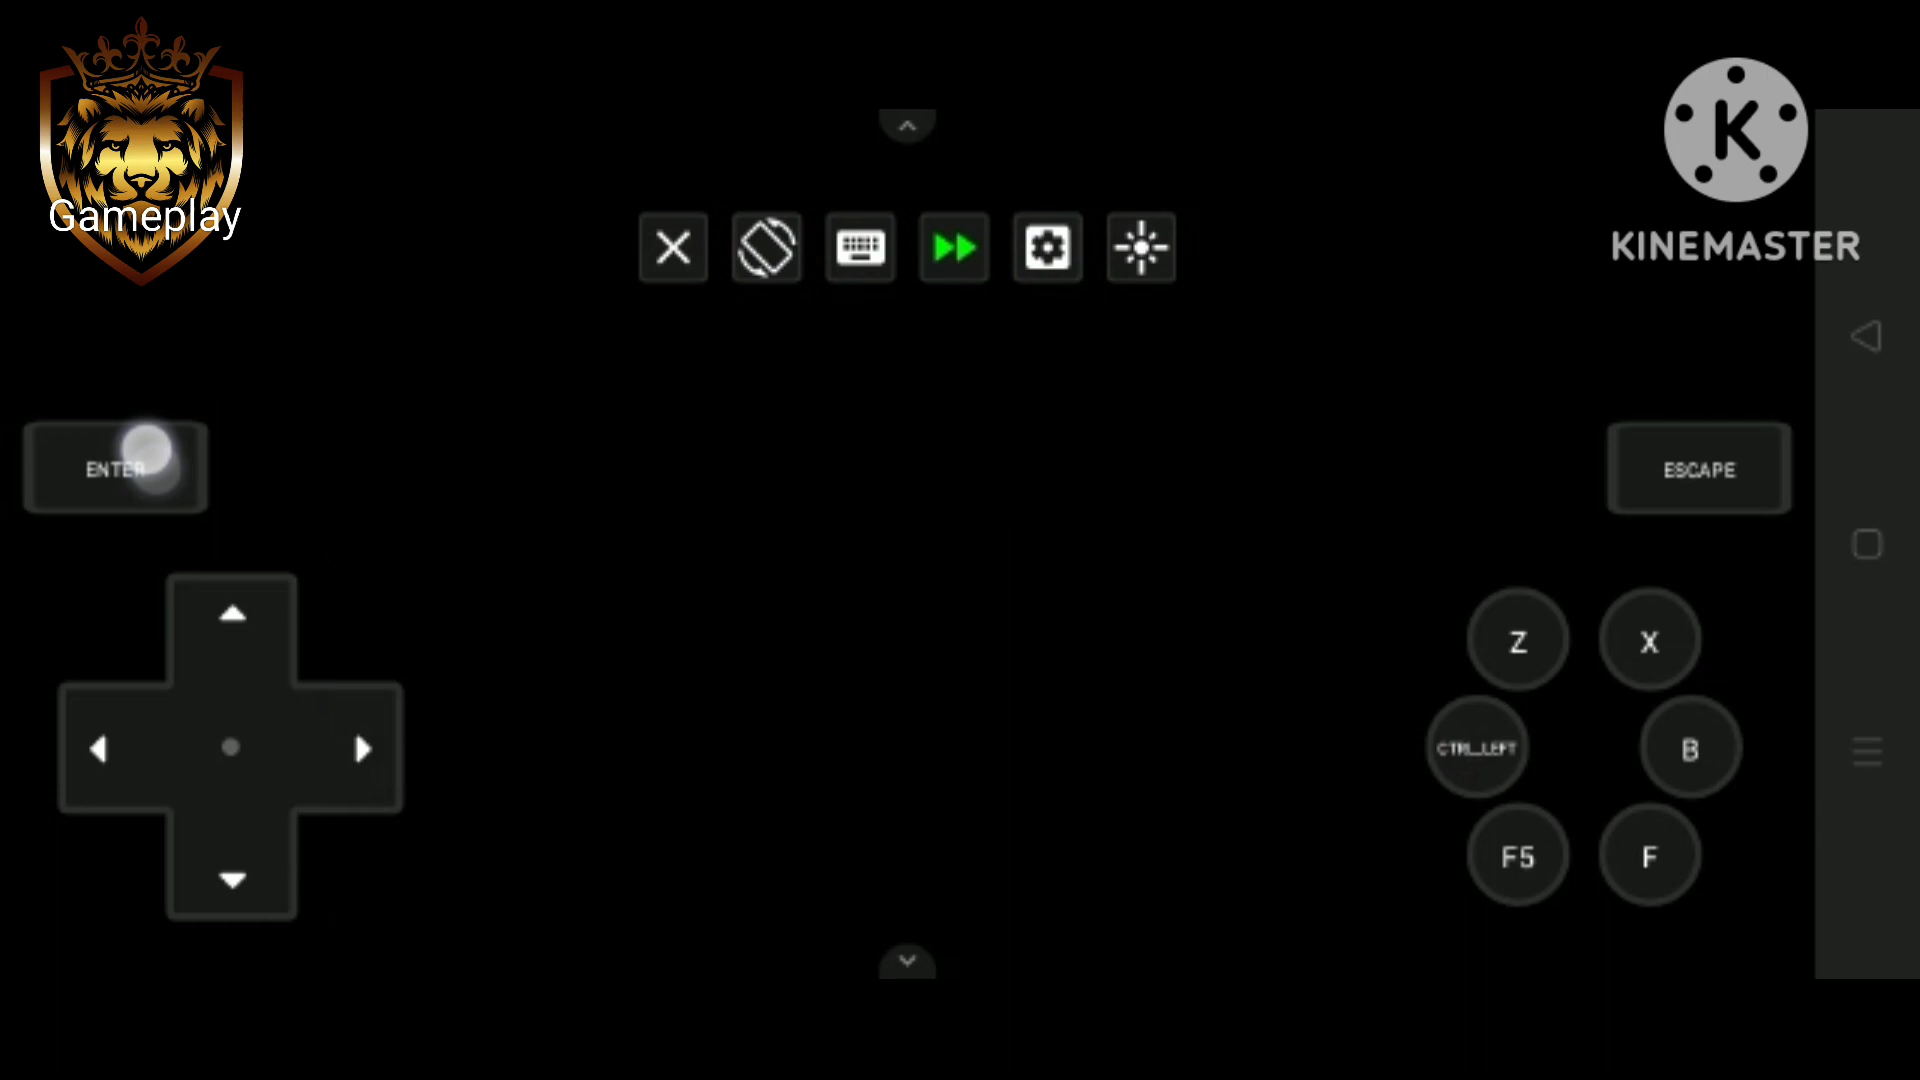 Gameplay
K
KINEMASTER
ENTER
ESCAPE
Z
X
CTRL_LEFT
B
F5
F